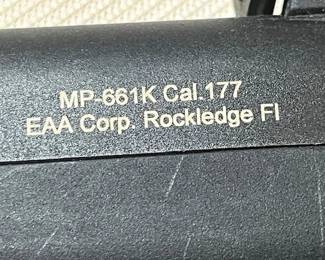 MP-661K Cal.177
EAA Corp. Rockledge Fl